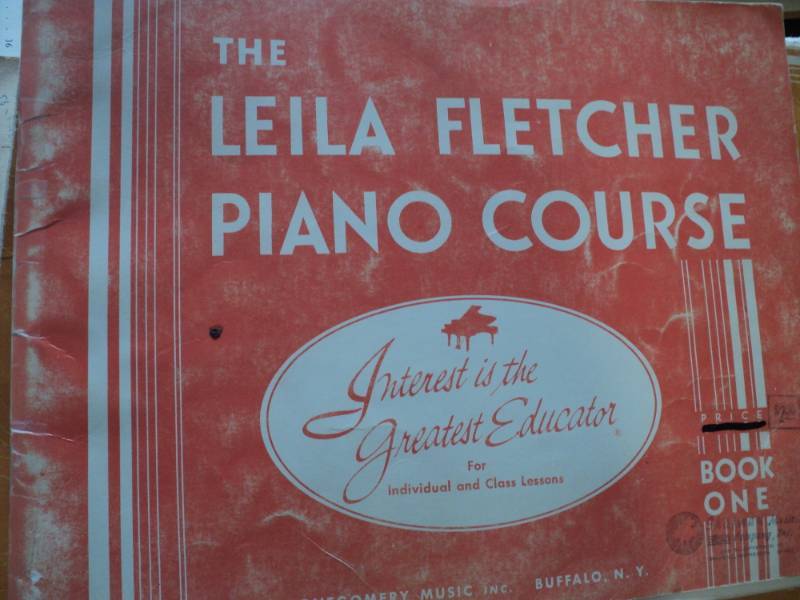 THE
LEILA FLETCHER
PIANO COURSE
Interest is the
Greatest Educator
For
Individual and Class Lessons
PRICE
BOOK
ONE
MUSIC INC. BUFFALO, N. Y.